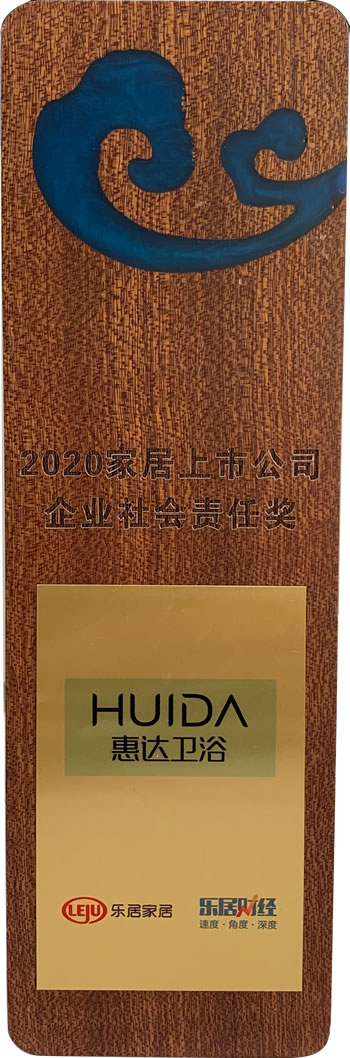 2020家居上市公司
企业社会责任奖
HUIDA
惠达卫浴
LEJU 乐居家居
乐居财经
速度·角度·深度